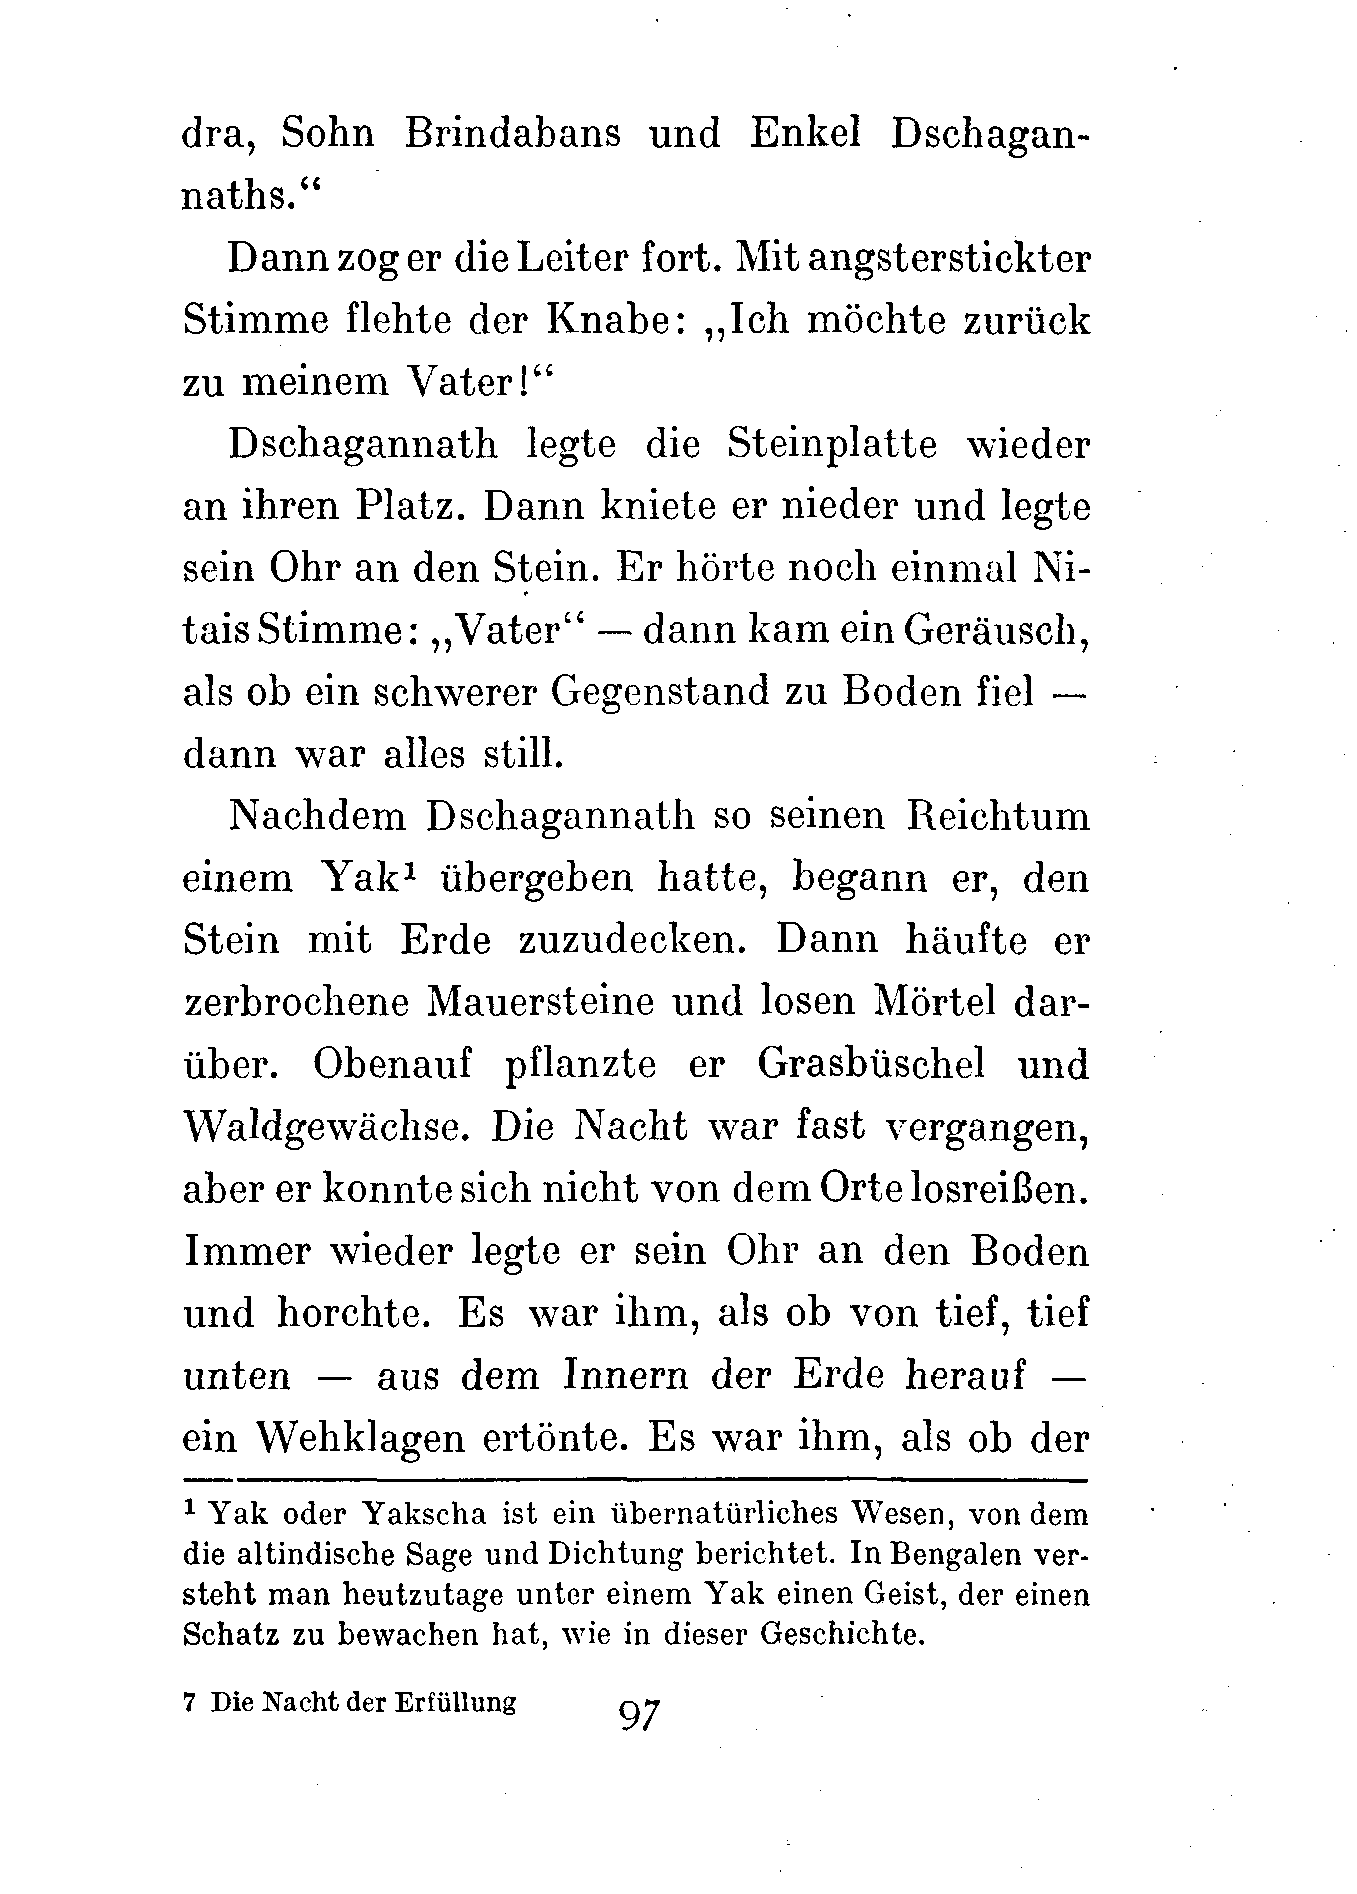 dra, Sohn Brindabans und Enkel Dschagan-
naths.“
Dann zog er die Leiter fort. Mit angsterstickter
Stimme flehte der Knabe: „Ich möchte zurück
zu meinem Vater!“
Dschagannath legte die Steinplatte wieder
an ihren Platz. Dann kniete er nieder und legte
sein Ohr an den Stein. Er hörte noch einmal Ni-
tais Stimme: „Vater“ — dann kam ein Geräusch,
als ob ein schwerer Gegenstand zu Boden fiel —
dann war alles still.
Nachdem Dschagannath so seinen Reichtum
einem Yak¹ übergeben hatte, begann er, den
Stein mit Erde zuzudecken. Dann häufte er
zerbrochene Mauersteine und losen Mörtel dar-
über. Obenauf pflanzte er Grasbüschel und
Waldgewächse. Die Nacht war fast vergangen,
aber er konnte sich nicht von dem Orte losreißen.
Immer wieder legte er sein Ohr an den Boden
und horchte. Es war ihm, als ob von tief, tief
unten — aus dem Innern der Erde herauf —
ein Wehklagen ertönte. Es war ihm, als ob der
¹ Yak oder Yakscha ist ein übernatürliches Wesen, von dem
die altindische Sage und Dichtung berichtet. In Bengalen ver-
steht man heutzutage unter einem Yak einen Geist, der einen
Schatz zu bewachen hat, wie in dieser Geschichte.
7 Die Nacht der Erfüllung 97